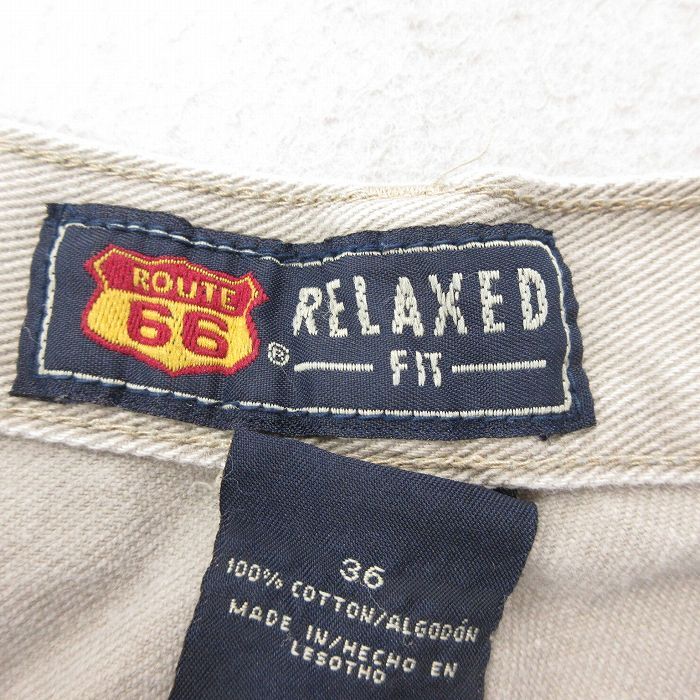 ROUTE
66
®
RELAXED
FIT
36
100% COTTON/ALGODÓN
MADE IN/HECHO EN
LESOTHO